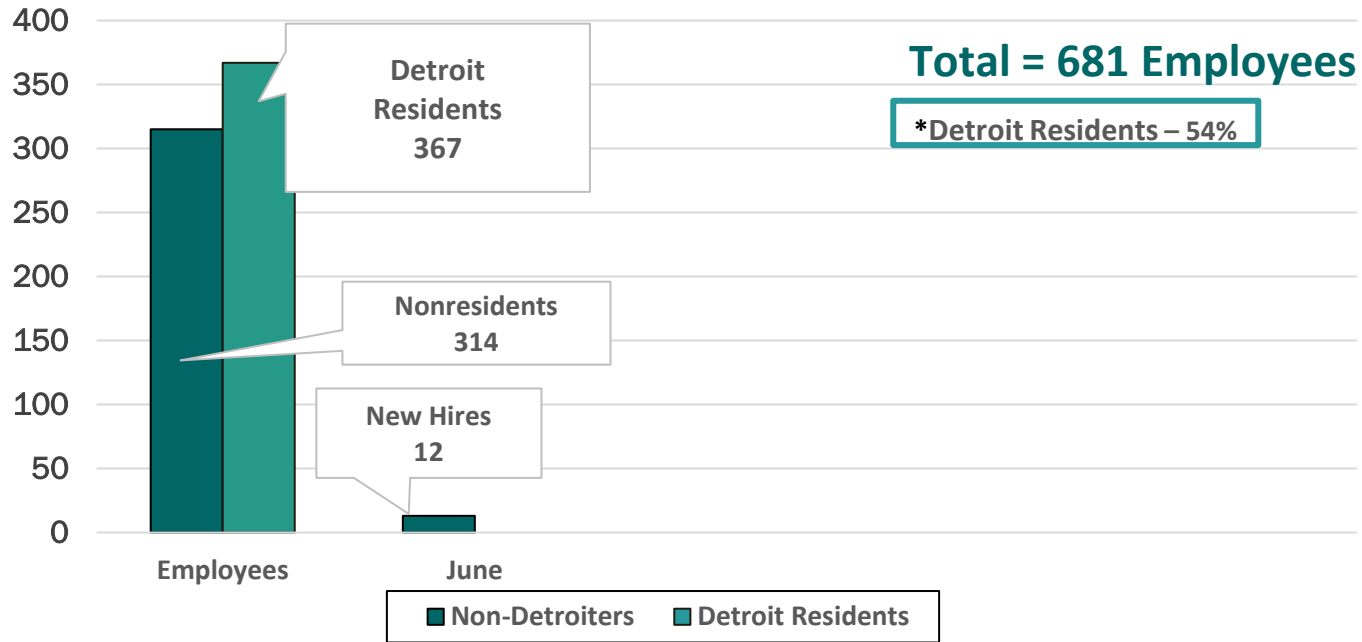 400
350
300
250
200
150
100
50
0
Detroit
Residents
367
Total = 681 Employees
*Detroit Residents – 54%
Nonresidents
314
New Hires
12
Employees
June
Non-Detroiters
Detroit Residents